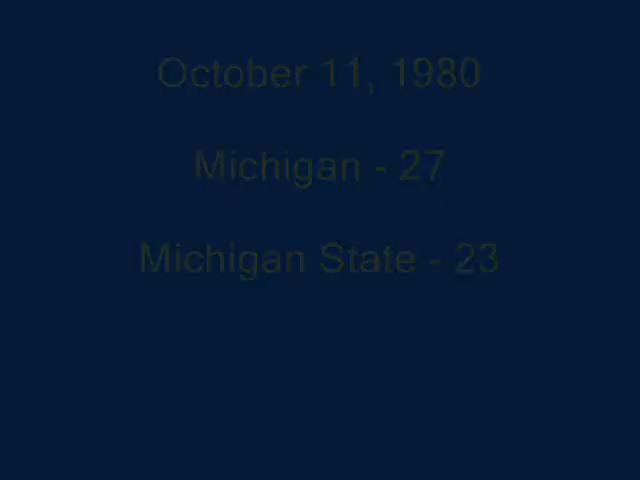 October 11, 1980
Michigan - 27
Michigan State - 23